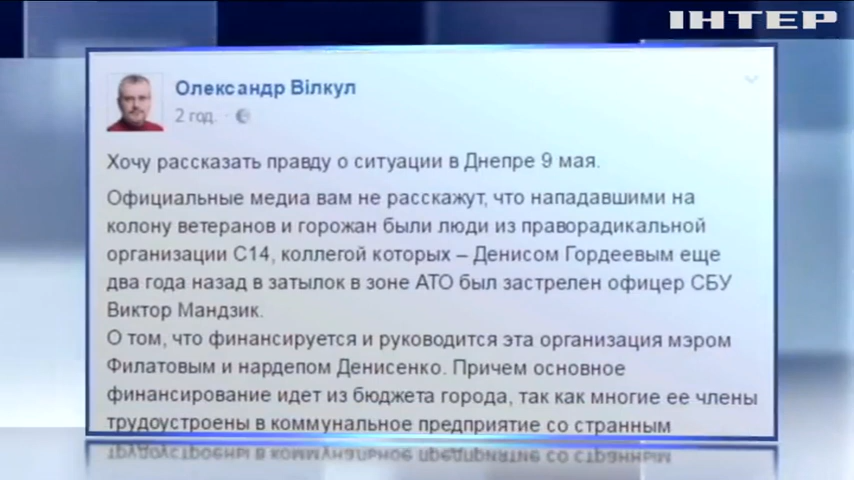 ІНТЕР
Олександр Вілкул
2 год.
Хочу рассказать правду о ситуации в Днепре 9 мая.
Официальные медиа вам не расскажут, что нападавшими на
колону ветеранов и горожан были люди из праворадикальной
организации С14, коллегой которых – Денисом Гордеевым еще
два года назад в затылок в зоне АТО был застрелен офицер СБУ
Виктор Мандзик.
О том, что финансируется и руководится эта организация мэром
Филатовым и нардепом Денисенко. Причем основное
финансирование идет из бюджета города, так как многие ее члены
трудоустроены в коммунальное предприятие со странным